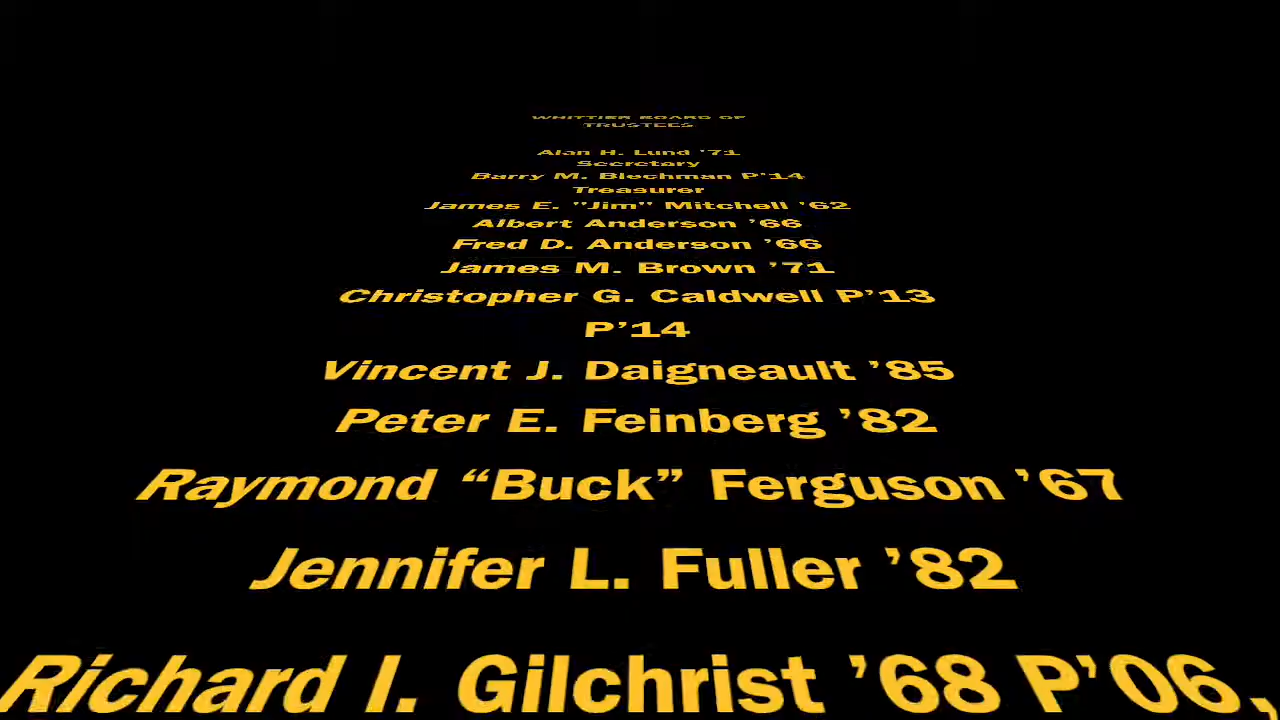 WHITTIER BOARD OF
TRUSTEES
Alan H. Lund '71
Secretary
Barry M. Blechman P'14
Treasurer
James E. "Jim" Mitchell '62
Albert Anderson '66
Fred D. Anderson '66
James M. Brown '71
Christopher G. Caldwell P’13
P’14
Vincent J. Daigneault ’85
Peter E. Feinberg ’82
Raymond “Buck” Ferguson ’67
Jennifer L. Fuller ’82
Richard I. Gilchrist ’68 P’06,